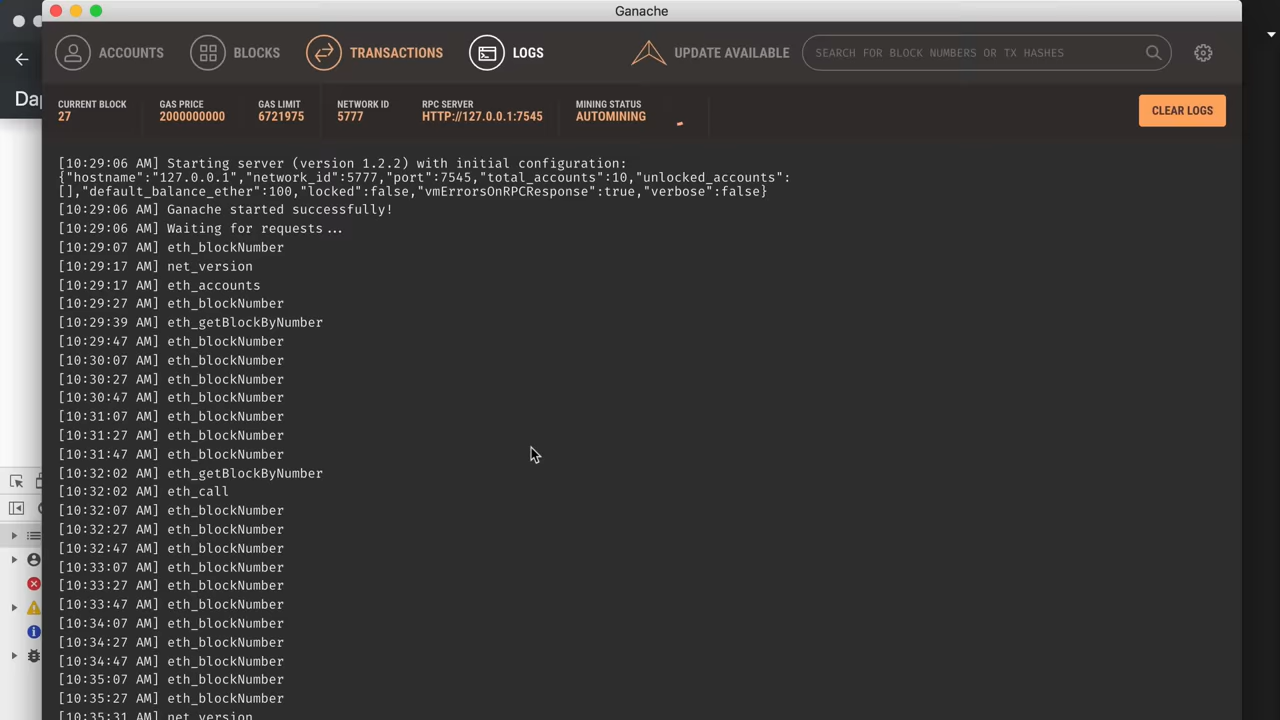 Ganache
ACCOUNTS BLOCKS TRANSACTIONS LOGS UPDATE AVAILABLE SEARCH FOR BLOCK NUMBERS OR TX HASHES
Dap
CURRENT BLOCK GAS PRICE GAS LIMIT NETWORK ID RPC SERVER MINING STATUS
27 2000000000 6721975 5777 HTTP://127.0.0.1:7545 AUTOMINING
CLEAR LOGS
[10:29:06 AM] Starting server (version 1.2.2) with initial configuration:
{"hostname":"127.0.0.1","network_id":5777,"port":7545,"total_accounts":10,"unlocked_accounts":
[],"default_balance_ether":100,"locked":false,"vmErrorsOnRPCResponse":true,"verbose":false}
[10:29:06 AM] Ganache started successfully!
[10:29:06 AM] Waiting for requests...
[10:29:07 AM] eth_blockNumber
[10:29:17 AM] net_version
[10:29:17 AM] eth_accounts
[10:29:27 AM] eth_blockNumber
[10:29:39 AM] eth_getBlockByNumber
[10:29:47 AM] eth_blockNumber
[10:30:07 AM] eth_blockNumber
[10:30:27 AM] eth_blockNumber
[10:30:47 AM] eth_blockNumber
[10:31:07 AM] eth_blockNumber
[10:31:27 AM] eth_blockNumber
[10:31:47 AM] eth_blockNumber
[10:32:02 AM] eth_getBlockByNumber
[10:32:02 AM] eth_call
[10:32:07 AM] eth_blockNumber
[10:32:27 AM] eth_blockNumber
[10:32:47 AM] eth_blockNumber
[10:33:07 AM] eth_blockNumber
[10:33:27 AM] eth_blockNumber
[10:33:47 AM] eth_blockNumber
[10:34:07 AM] eth_blockNumber
[10:34:27 AM] eth_blockNumber
[10:34:47 AM] eth_blockNumber
[10:35:07 AM] eth_blockNumber
[10:35:27 AM] eth_blockNumber
[10:35:31 AM] net_version